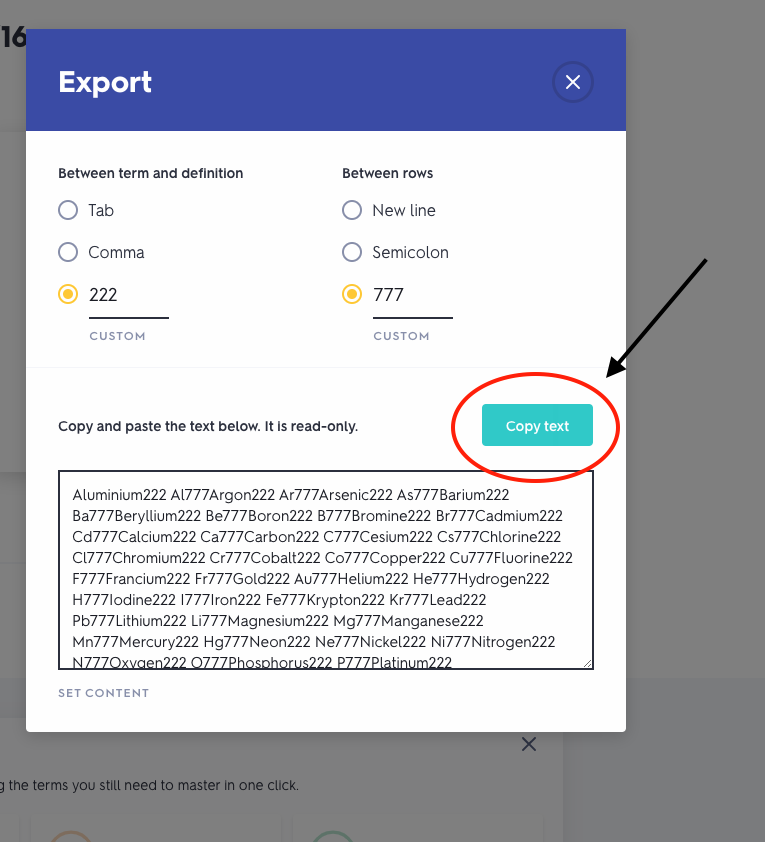 16
Export
Between term and definition
Between rows
Tab
New line
Comma
Semicolon
222
777
CUSTOM
CUSTOM
Copy and paste the text below. It is read-only.
Copy text
Aluminium222 Al777Argon222 Ar777Arsenic222 As777Barium222
Ba777Beryllium222 Be777Boron222 B777Bromine222 Br777Cadmium222
Cd777Calcium222 Ca777Carbon222 C777Cesium222 Cs777Chlorine222
Cl777Chromium222 Cr777Cobalt222 Co777Copper222 Cu777Fluorine222
F777Francium222 Fr777Gold222 Au777Helium222 He777Hydrogen222
H777Iodine222 I777Iron222 Fe777Krypton222 Kr777Lead222
Pb777Lithium222 Li777Magnesium222 Mg777Manganese222
Mn777Mercury222 Hg777Neon222 Ne777Nickel222 Ni777Nitrogen222
N777Oxygen222 O777Phosphorus222 P777Platinum222
SET CONTENT
g the terms you still need to master in one click.